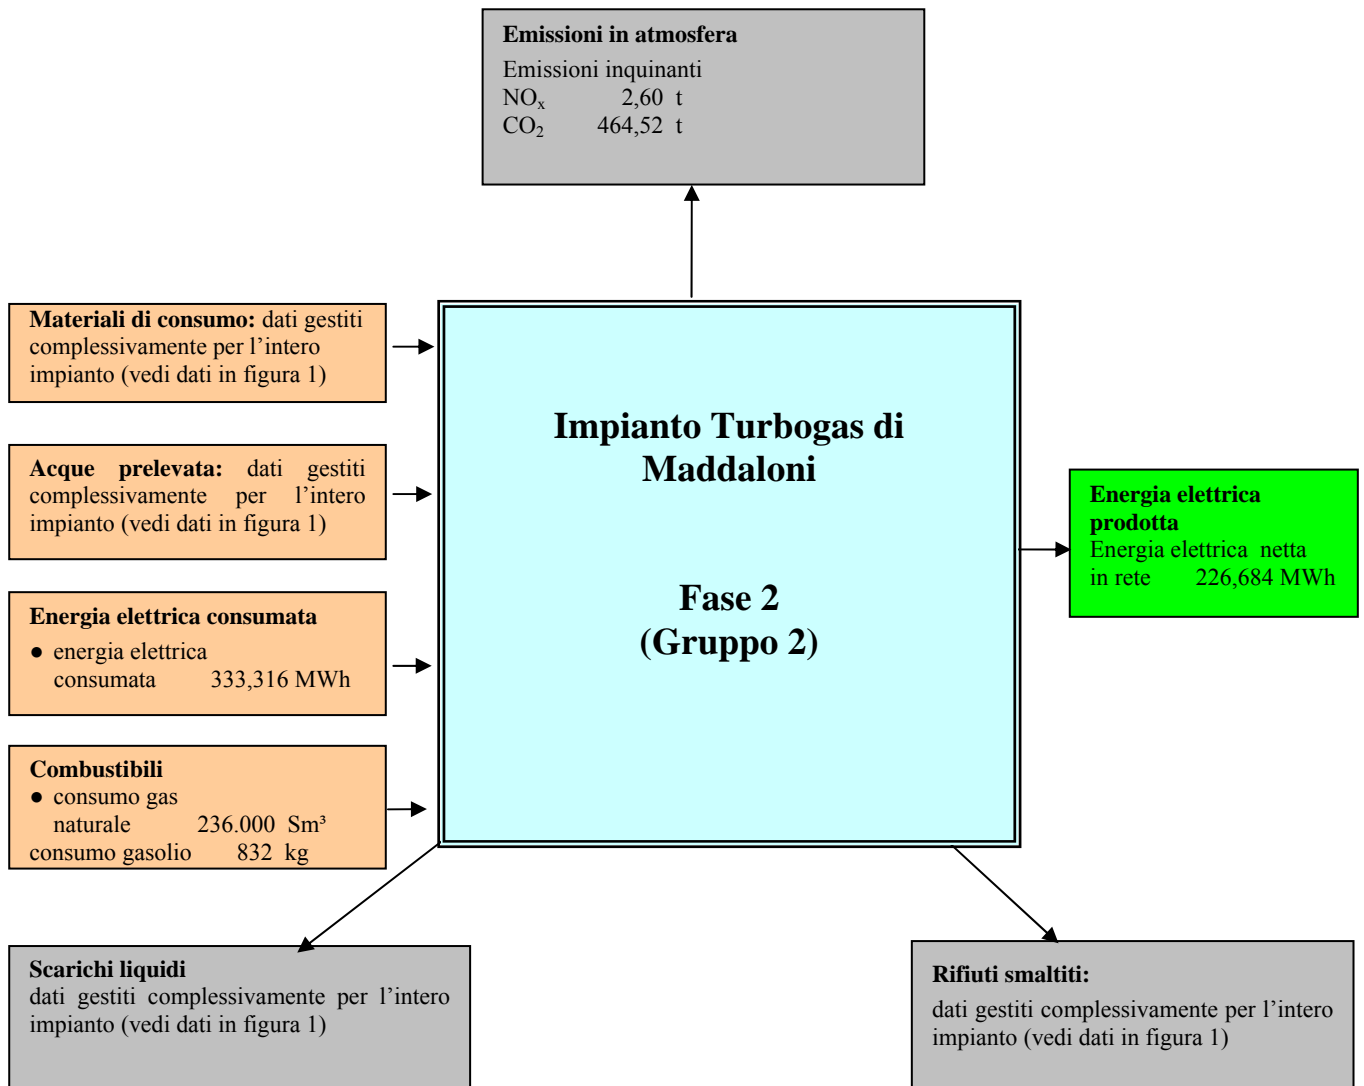 Emissioni in atmosfera
Emissioni inquinanti
NOₓ 2,60 t
CO₂ 464,52 t
Materiali di consumo: dati gestiti
complessivamente per l’intero
impianto (vedi dati in figura 1)
Acque prelevata: dati gestiti
complessivamente per l’intero
impianto (vedi dati in figura 1)
Energia elettrica consumata
● energia elettrica
consumata 333,316 MWh
Combustibili
● consumo gas
naturale 236.000 Sm³
consumo gasolio 832 kg
Impianto Turbogas di
Maddaloni
Fase 2
(Gruppo 2)
Energia elettrica
prodotta
Energia elettrica netta
in rete 226,684 MWh
Scarichi liquidi
dati gestiti complessivamente per l’intero
impianto (vedi dati in figura 1)
Rifiuti smaltiti:
dati gestiti complessivamente per l’intero
impianto (vedi dati in figura 1)